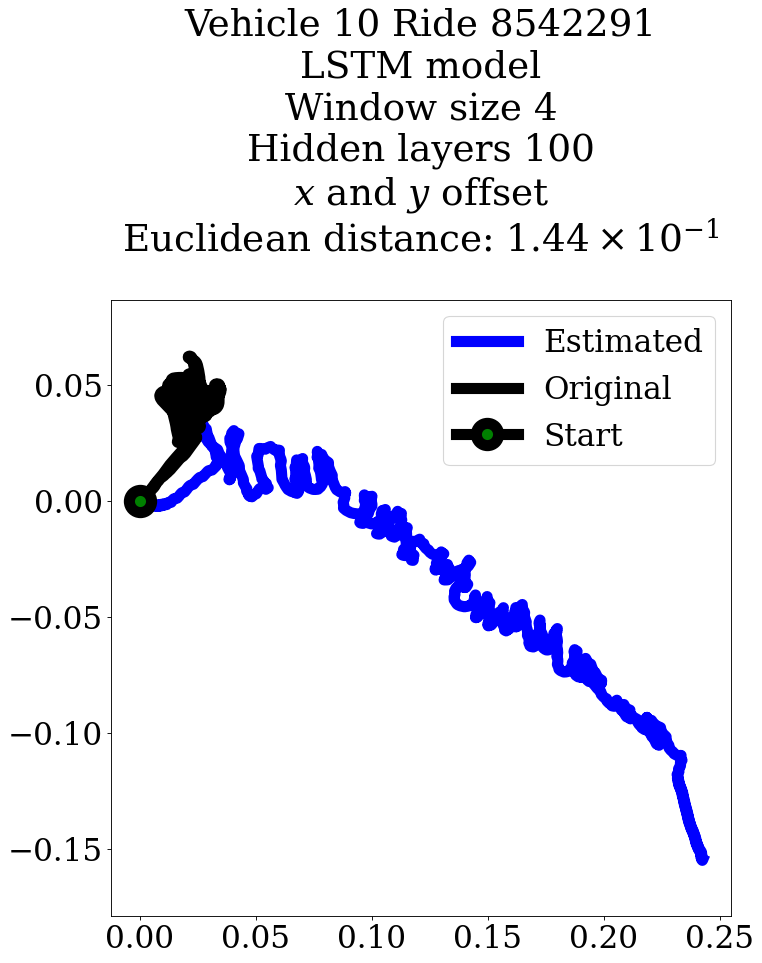 Vehicle 10 Ride 8542291
LSTM model
Window size 4
Hidden layers 100
x and y offset
Euclidean distance: 1.44 × 10⁻¹
Estimated
Original
Start
0.05
0.00
−0.05
−0.10
−0.15
0.00 0.05 0.10 0.15 0.20 0.25